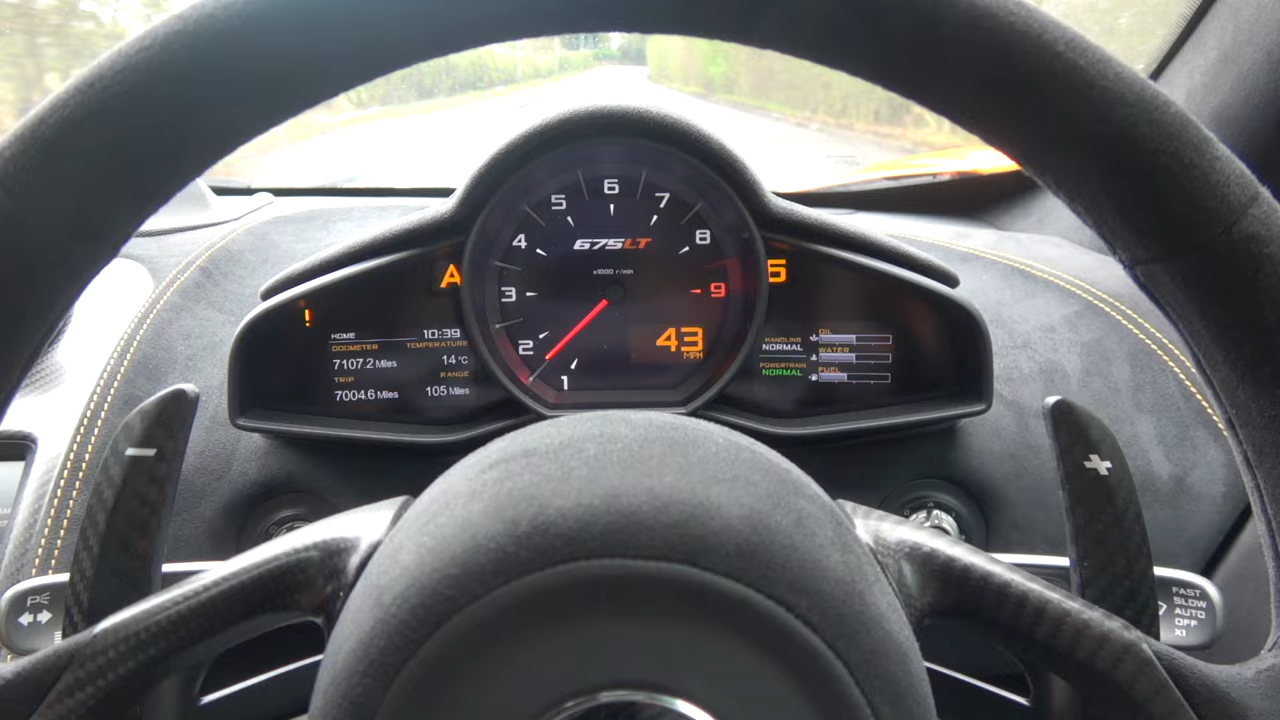 6
5 7
4 8
675LT
x1000 r/min
3 9
2 1
43
MPH
A
!
HOME 10:39
ODOMETER TEMPERATURE
7107.2 Miles 14°C
TRIP RANGE
7004.6 Miles 105 Miles
HANDLING
NORMAL
POWERTRAIN
NORMAL
OIL
WATER
FUEL
−
+
FAST
SLOW
AUTO
OFF
X1